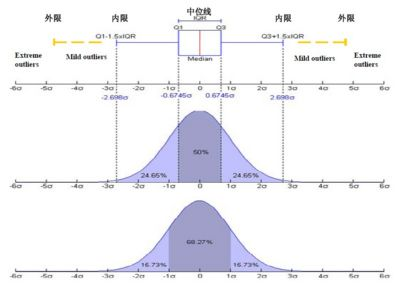 中位线
外限 内限 IQR 内限 外限
Q1-1.5xIQR Q1 Q3 Q3+1.5xIQR
Extreme outliers Mild outliers Median Mild outliers Extreme outliers
-6σ -5σ -4σ -3σ -2σ -1σ 0 1σ 2σ 3σ 4σ 5σ 6σ
-2.698σ -0.6745σ 0.6745σ 2.698σ
50%
24.65% 24.65%
-6σ -5σ -4σ -3σ -2σ -1σ 0 1σ 2σ 3σ 4σ 5σ 6σ
68.27%
16.73% 16.73%
-6σ -5σ -4σ -3σ -2σ -1σ 0 1σ 2σ 3σ 4σ 5σ 6σ